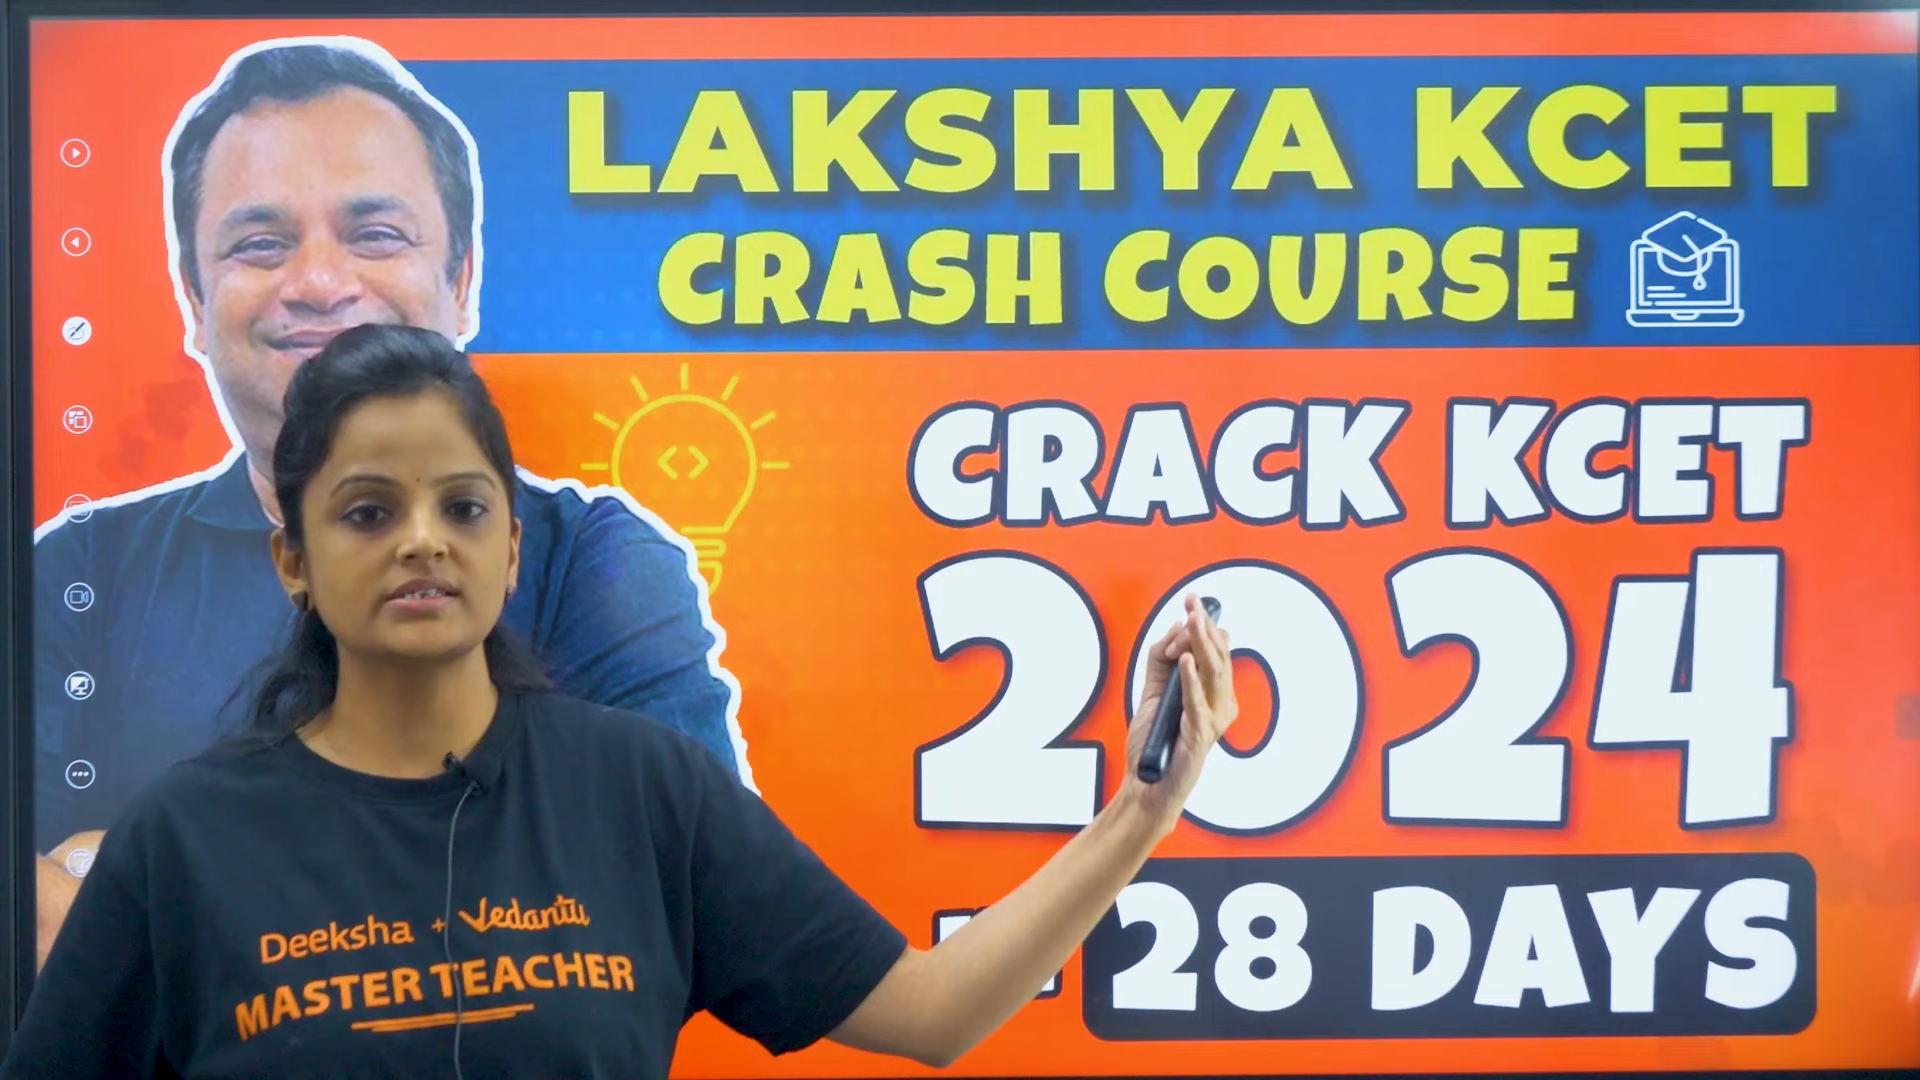 LAKSHYA KCET
CRASH COURSE
CRACK KCET
2024
28 DAYS
Deeksha + Vedantu
MASTER TEACHER